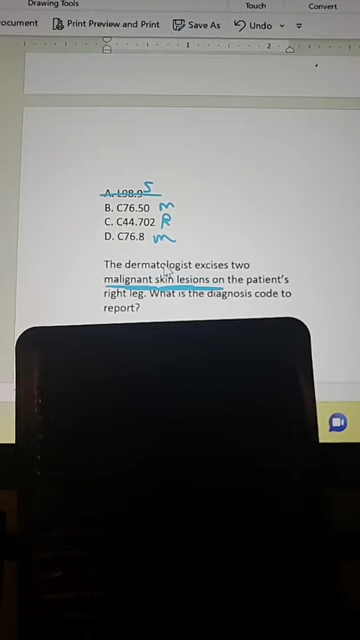 Drawing Tools
Touch
Convert
ocument
Print Preview and Print
Save As
Undo
1
2
A. L98.9 S
B. C76.50 m
C. C44.702 R
D. C76.8 m
The dermatologist excises two
malignant skin lesions on the patient's
right leg. What is the diagnosis code to
report?